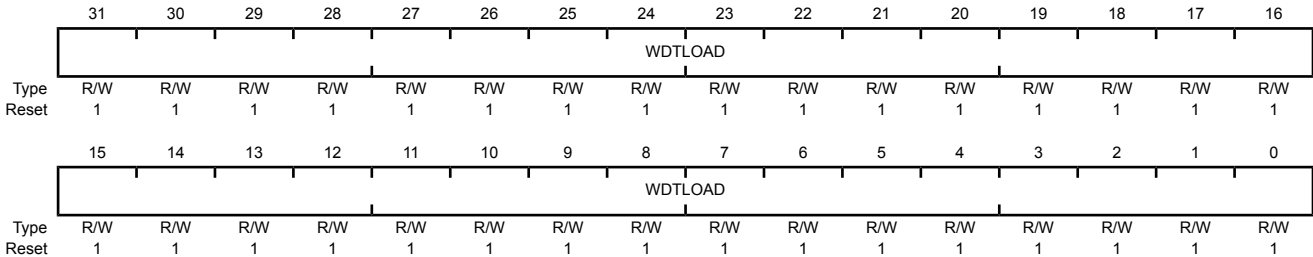 31 30 29 28 27 26 25 24 23 22 21 20 19 18 17 16
WDTLOAD
Type R/W R/W R/W R/W R/W R/W R/W R/W R/W R/W R/W R/W R/W R/W R/W R/W
Reset 1 1 1 1 1 1 1 1 1 1 1 1 1 1 1 1
15 14 13 12 11 10 9 8 7 6 5 4 3 2 1 0
WDTLOAD
Type R/W R/W R/W R/W R/W R/W R/W R/W R/W R/W R/W R/W R/W R/W R/W R/W
Reset 1 1 1 1 1 1 1 1 1 1 1 1 1 1 1 1